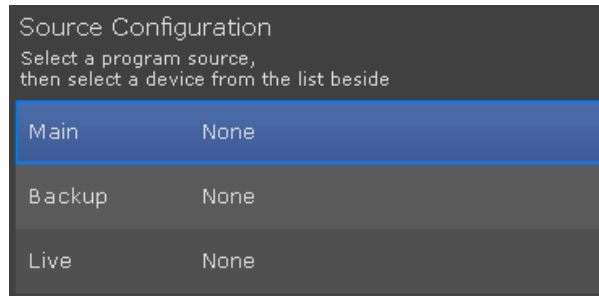 Source Configuration
Select a program source,
then select a device from the list beside
Main None
Backup None
Live None